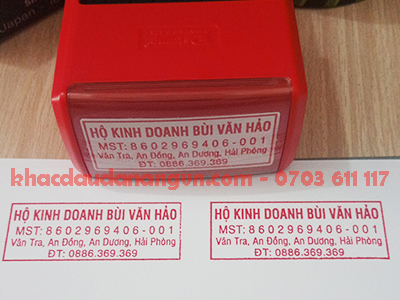 HỘ KINH DOANH BÙI VĂN HẢO
MST: 8602969406-001
Vân Tra, An Đồng, An Dương, Hải Phòng
ĐT: 0886.369.369
khacdaudanangvn.com - 0703 611 117
HỘ KINH DOANH BÙI VĂN HẢO
MST: 8602969406-001
Vân Tra, An Đồng, An Dương, Hải Phòng
ĐT: 0886.369.369
HỘ KINH DOANH BÙI VĂN HẢO
MST: 8602969406-001
Vân Tra, An Đồng, An Dương, Hải Phòng
ĐT: 0886.369.369